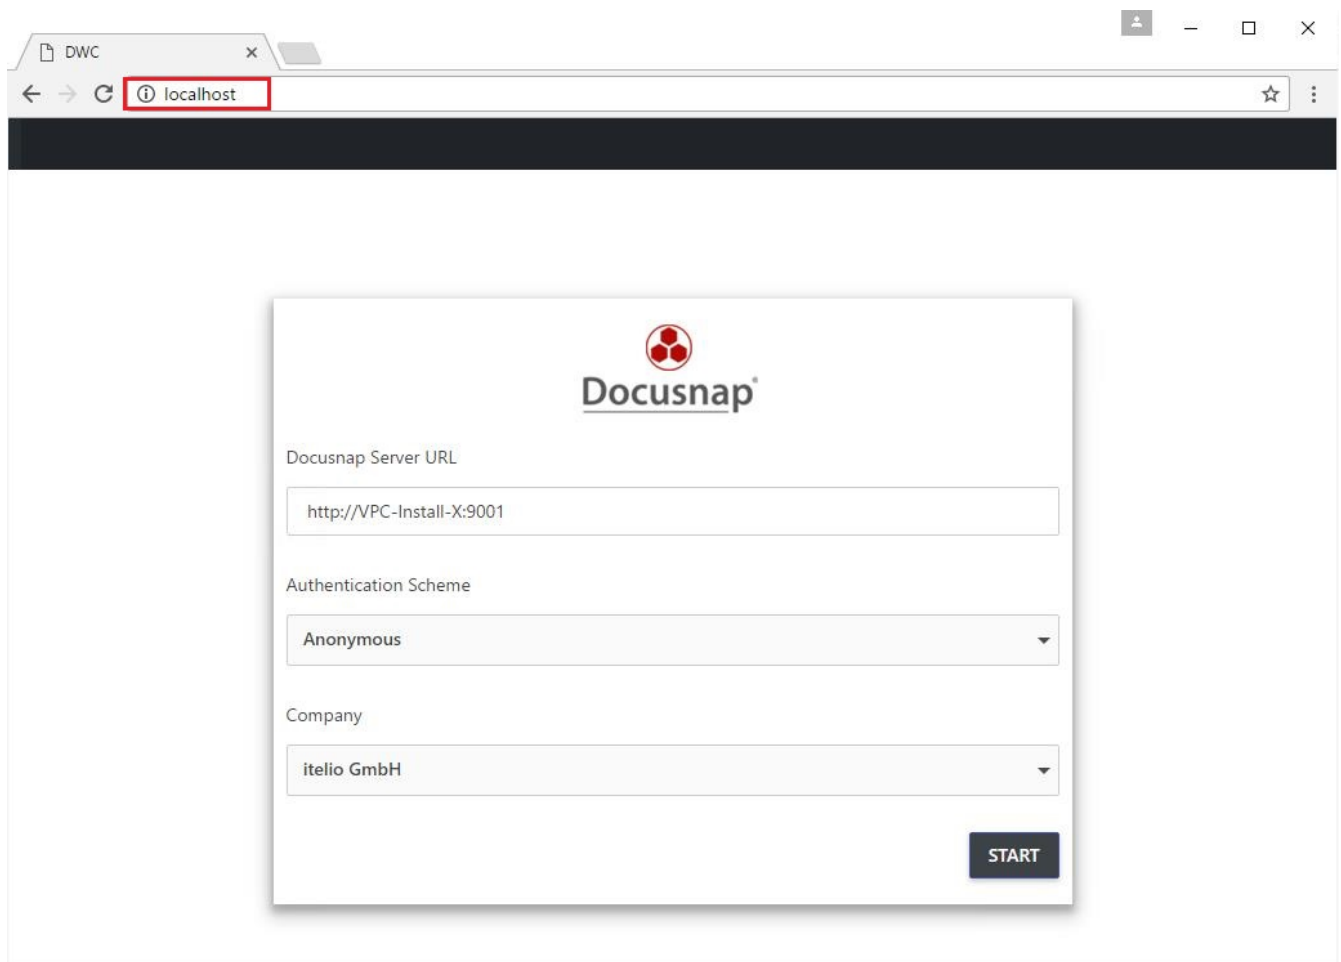 DWC
localhost
Docusnap®
Docusnap Server URL
http://VPC-Install-X:9001
Authentication Scheme
Anonymous
Company
itelio GmbH
START